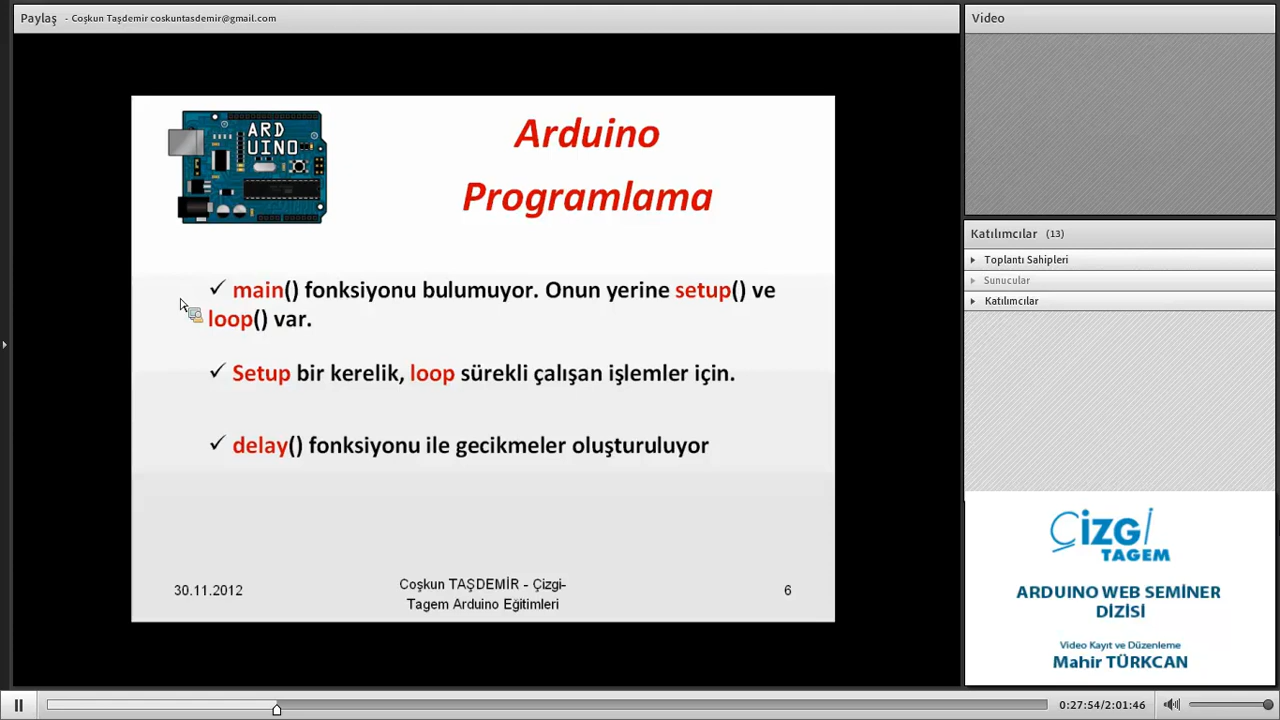 Paylaş - Coşkun Taşdemir coskuntasdemir@gmail.com
Video
ARD
UINO
Arduino
Programlama
✓ main() fonksiyonu bulumuyor. Onun yerine setup() ve
loop() var.
✓ Setup bir kerelik, loop sürekli çalışan işlemler için.
✓ delay() fonksiyonu ile gecikmeler oluşturuluyor
30.11.2012
Coşkun TAŞDEMİR - Çizgi-
Tagem Arduino Eğitimleri
6
Katılımcılar (13)
Toplantı Sahipleri
Sunucular
Katılımcılar
ÇİZGİ
TAGEM
ARDUINO WEB SEMİNER
DİZİSİ
Video Kayıt ve Düzenleme
Mahir TÜRKCAN
0:27:54/2:01:46